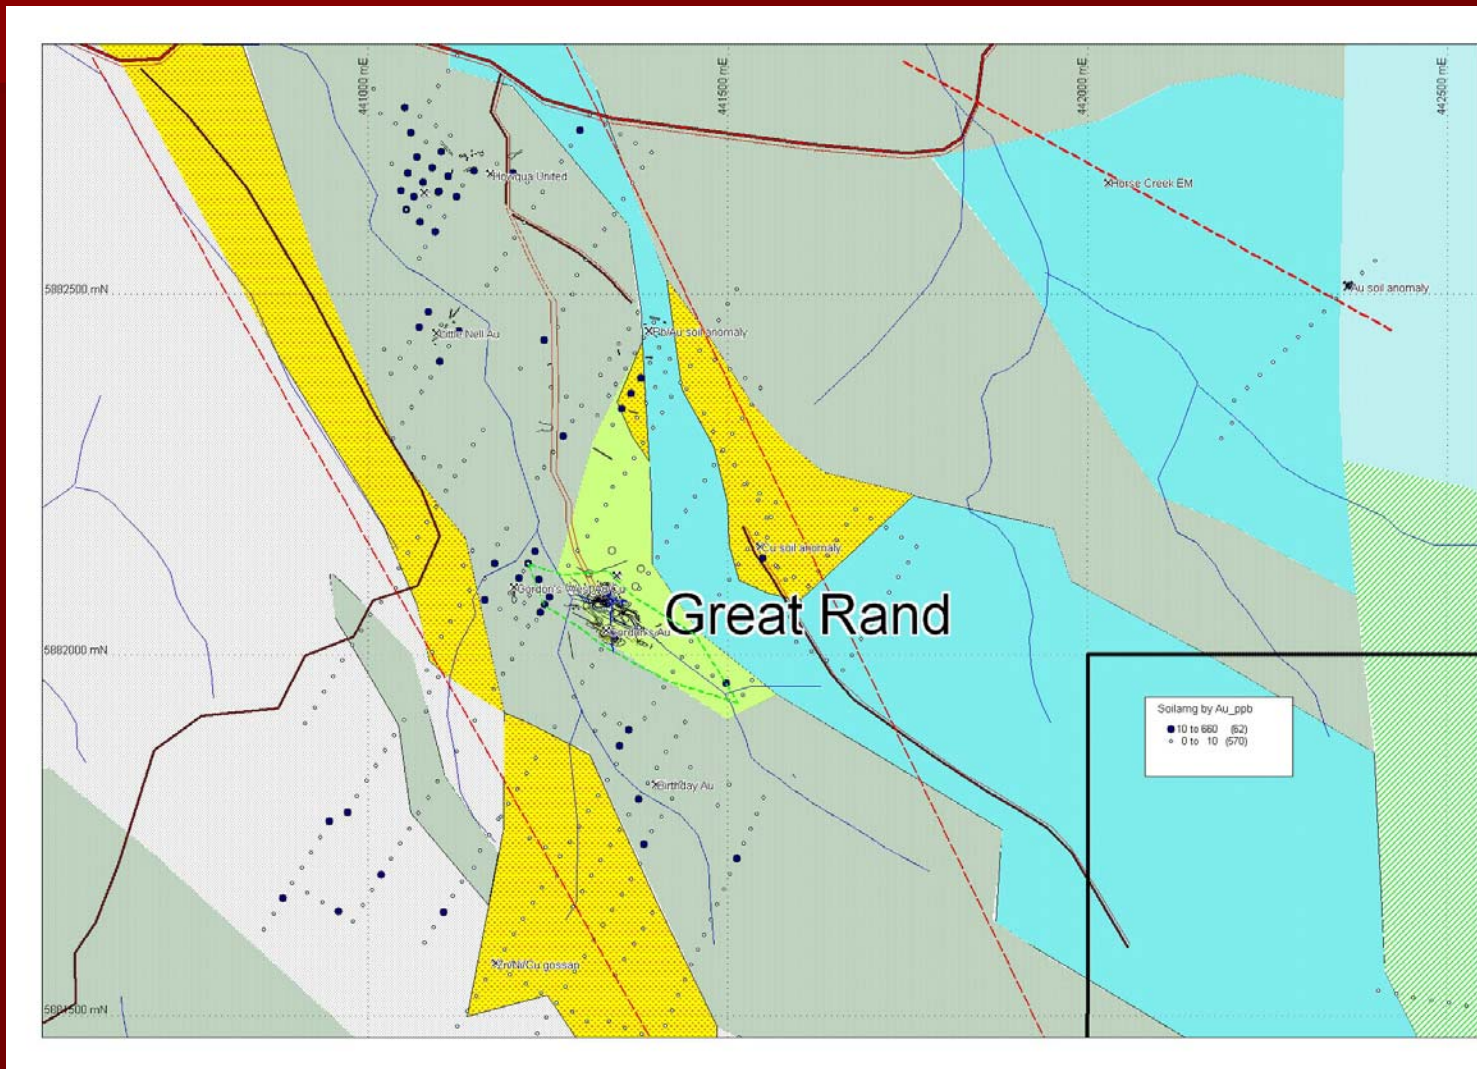 441000 mE
441500 mE
442000 mE
442500 mE
Howqua United
Horse Creek EM
5882500 mN
Au soil anomaly
Little Nell Au
Pb/Au soil anomaly
Cu soil anomaly
Gordon's
Gordon's Au
Great Rand
5882000 mN
Soilamg by Au_ppb
10 to 660 (62)
0 to 10 (570)
Birthday Au
Zn/Ni/Cu gossan
5881500 mN